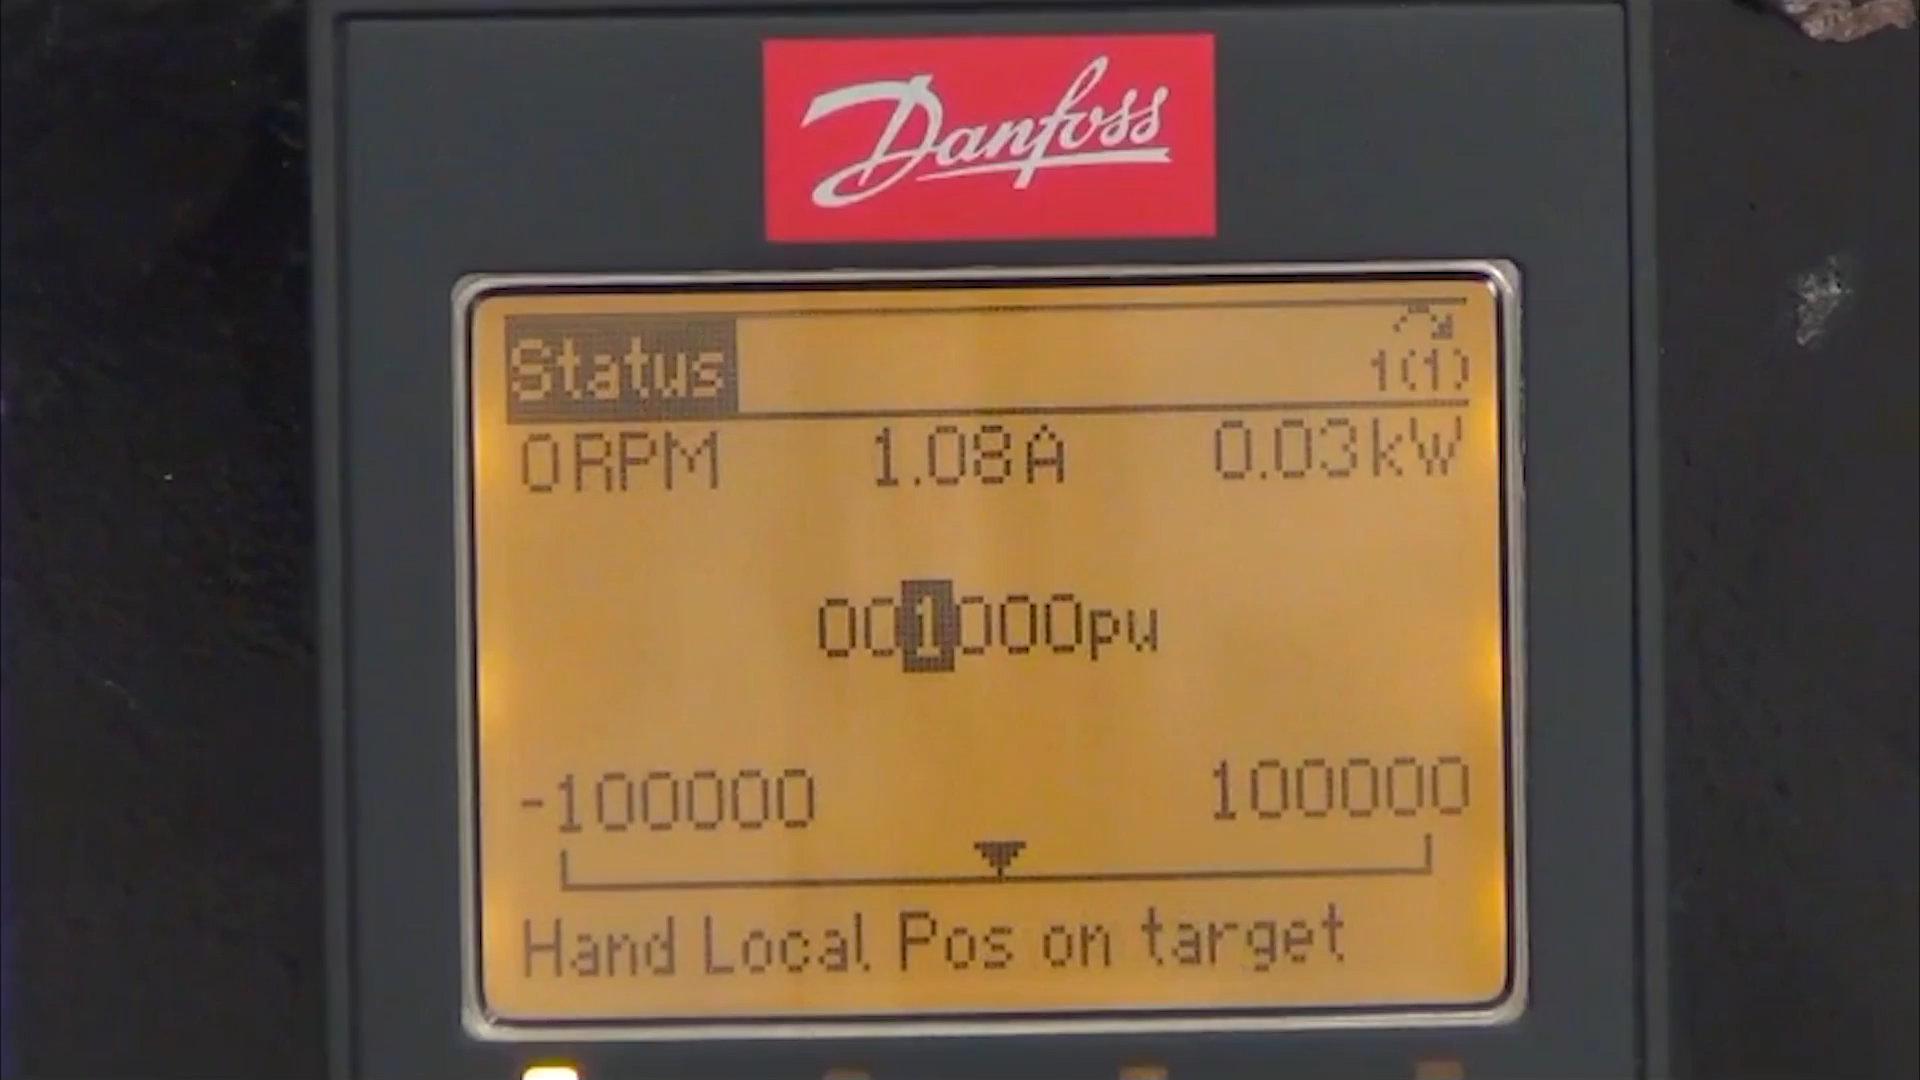 Danfoss
Status
1(1)
0RPM 1.08A 0.03kW
001000pu
-100000 100000
Hand Local Pos on target